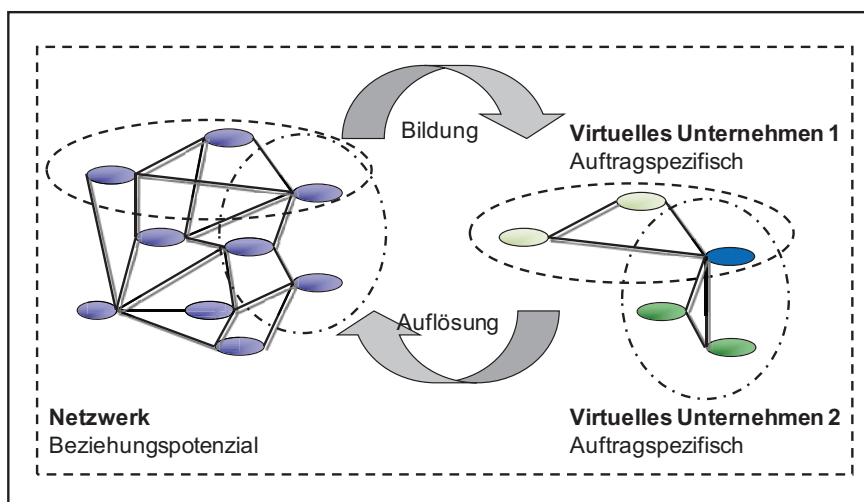 Bildung
Virtuelles Unternehmen 1
Auftragspezifisch
Auflösung
Netzwerk
Beziehungspotenzial
Virtuelles Unternehmen 2
Auftragspezifisch